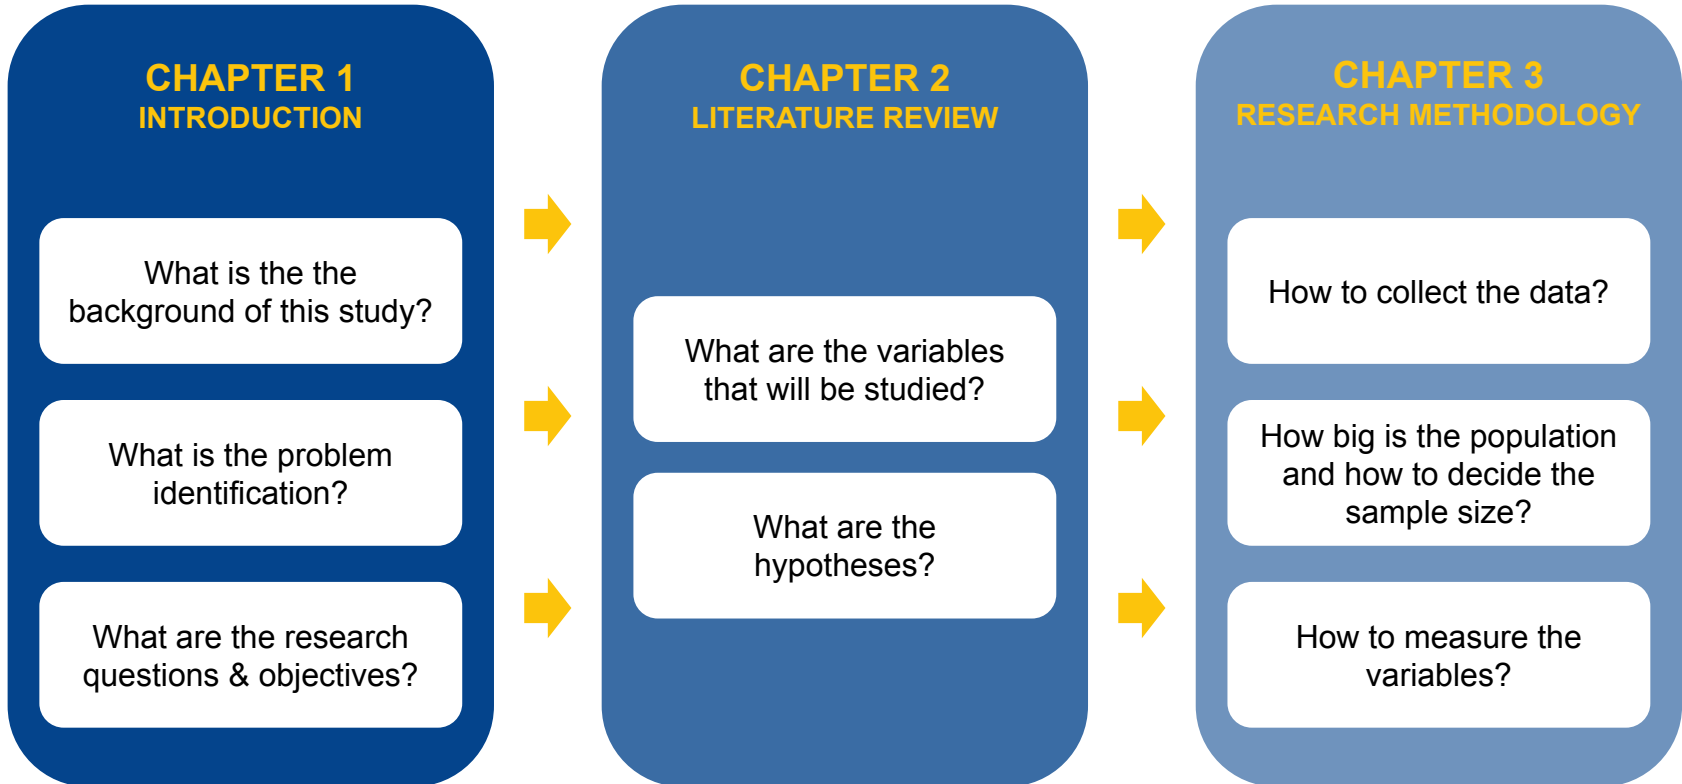 CHAPTER 1
INTRODUCTION
What is the the
background of this study?
What is the problem
identification?
What are the research
questions & objectives?
CHAPTER 2
LITERATURE REVIEW
What are the variables
that will be studied?
What are the
hypotheses?
CHAPTER 3
RESEARCH METHODOLOGY
How to collect the data?
How big is the population
and how to decide the
sample size?
How to measure the
variables?